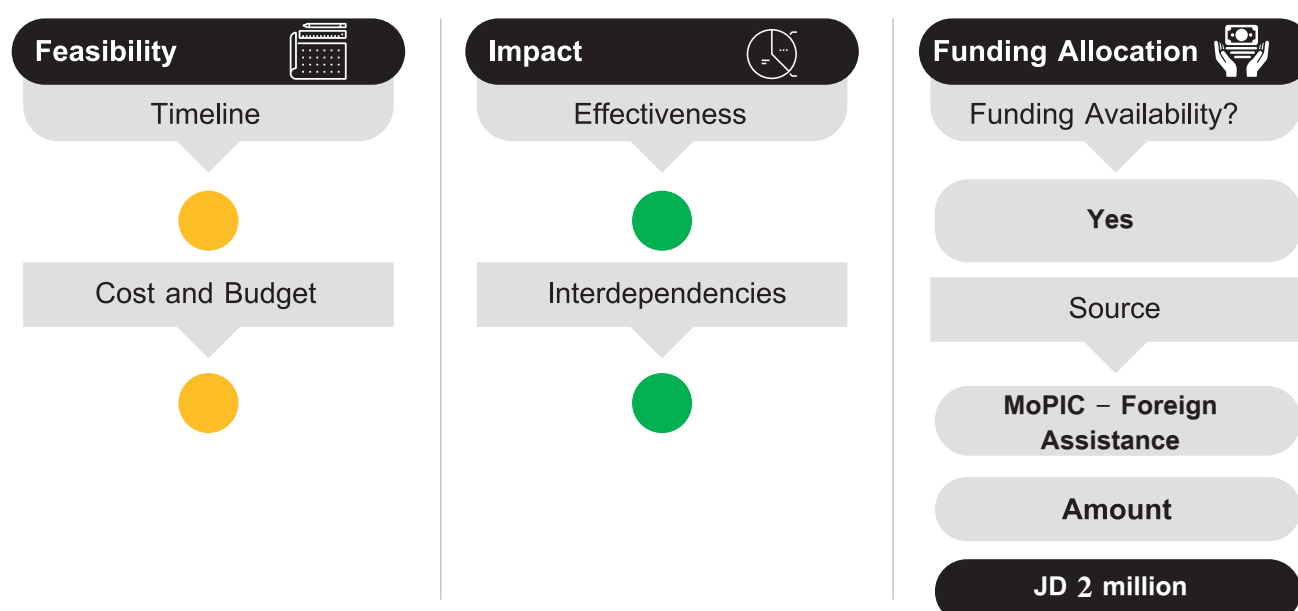 Feasibility
Timeline
Cost and Budget
Impact
Effectiveness
Interdependencies
Funding Allocation
Funding Availability?
Yes
Source
MoPIC – Foreign
Assistance
Amount
JD 2 million